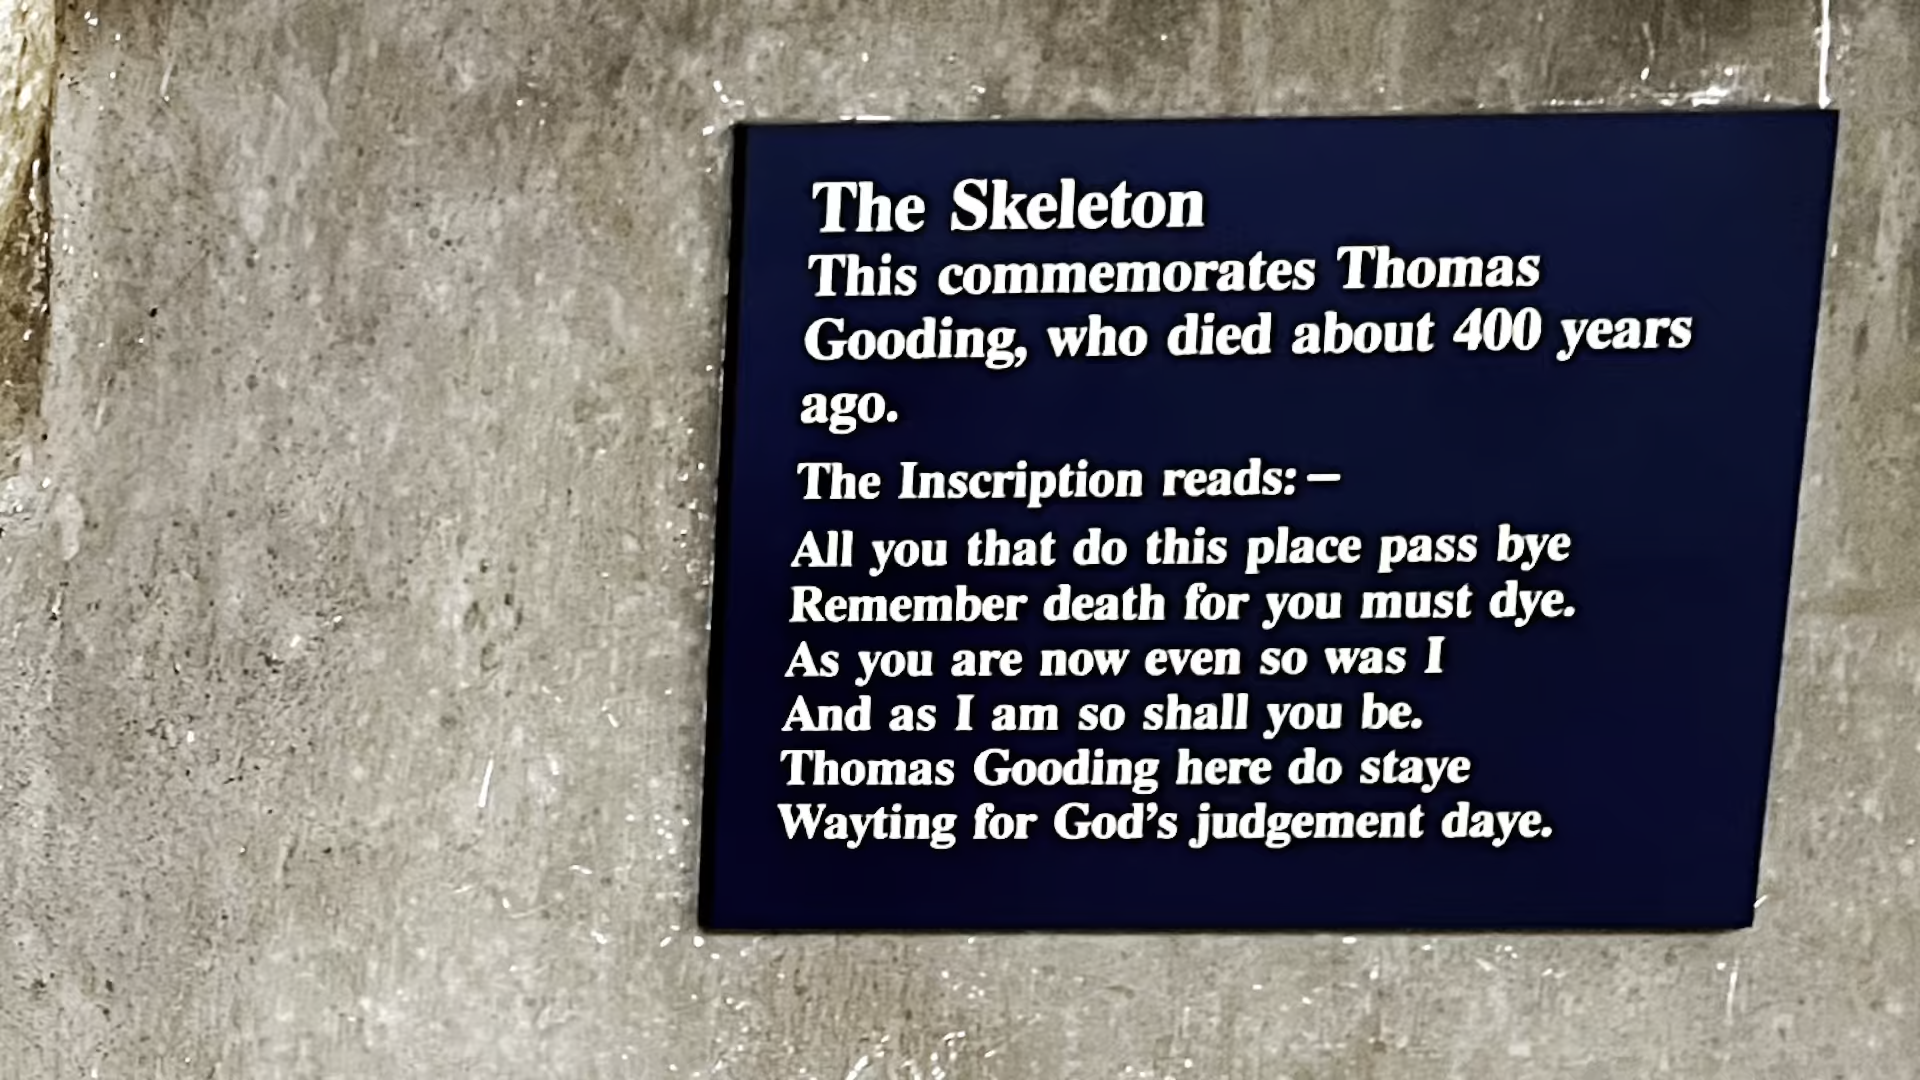 The Skeleton
This commemorates Thomas
Gooding, who died about 400 years
ago.
The Inscription reads:—
All you that do this place pass bye
Remember death for you must dye.
As you are now even so was I
And as I am so shall you be.
Thomas Gooding here do staye
Wayting for God’s judgement daye.